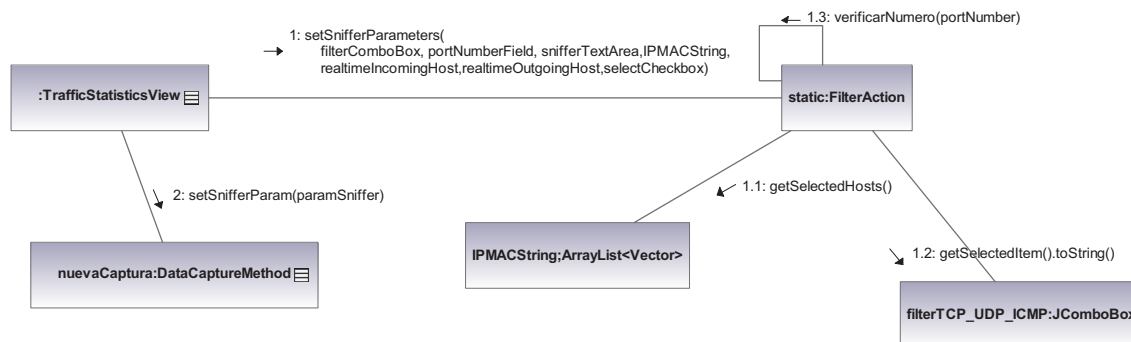 1.3: verificarNumero(portNumber)
1: setSnifferParameters(
filterComboBox, portNumberField, snifferTextArea,IPMACString,
realtimeIncomingHost,realtimeOutgoingHost,selectCheckbox)
:TrafficStatisticsView
static:FilterAction
2: setSnifferParam(paramSniffer)
1.1: getSelectedHosts()
IPMACString;ArrayList<Vector>
1.2: getSelectedItem().toString()
nuevaCaptura:DataCaptureMethod
filterTCP_UDP_ICMP:JComboBox